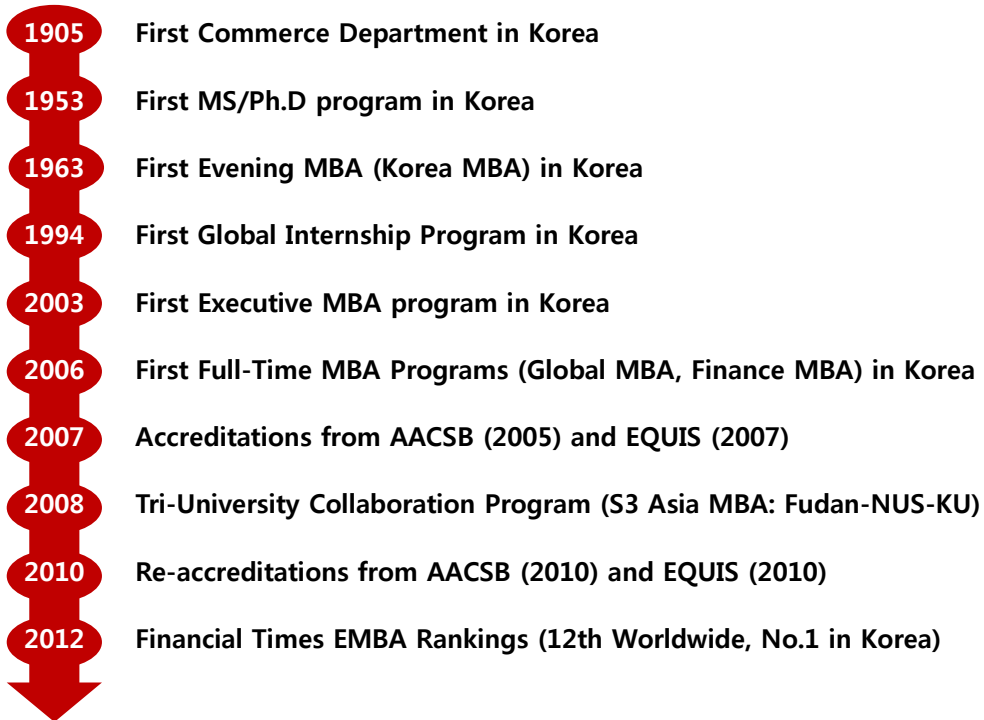 1905 First Commerce Department in Korea
1953 First MS/Ph.D program in Korea
1963 First Evening MBA (Korea MBA) in Korea
1994 First Global Internship Program in Korea
2003 First Executive MBA program in Korea
2006 First Full-Time MBA Programs (Global MBA, Finance MBA) in Korea
2007 Accreditations from AACSB (2005) and EQUIS (2007)
2008 Tri-University Collaboration Program (S3 Asia MBA: Fudan-NUS-KU)
2010 Re-accreditations from AACSB (2010) and EQUIS (2010)
2012 Financial Times EMBA Rankings (12th Worldwide, No.1 in Korea)